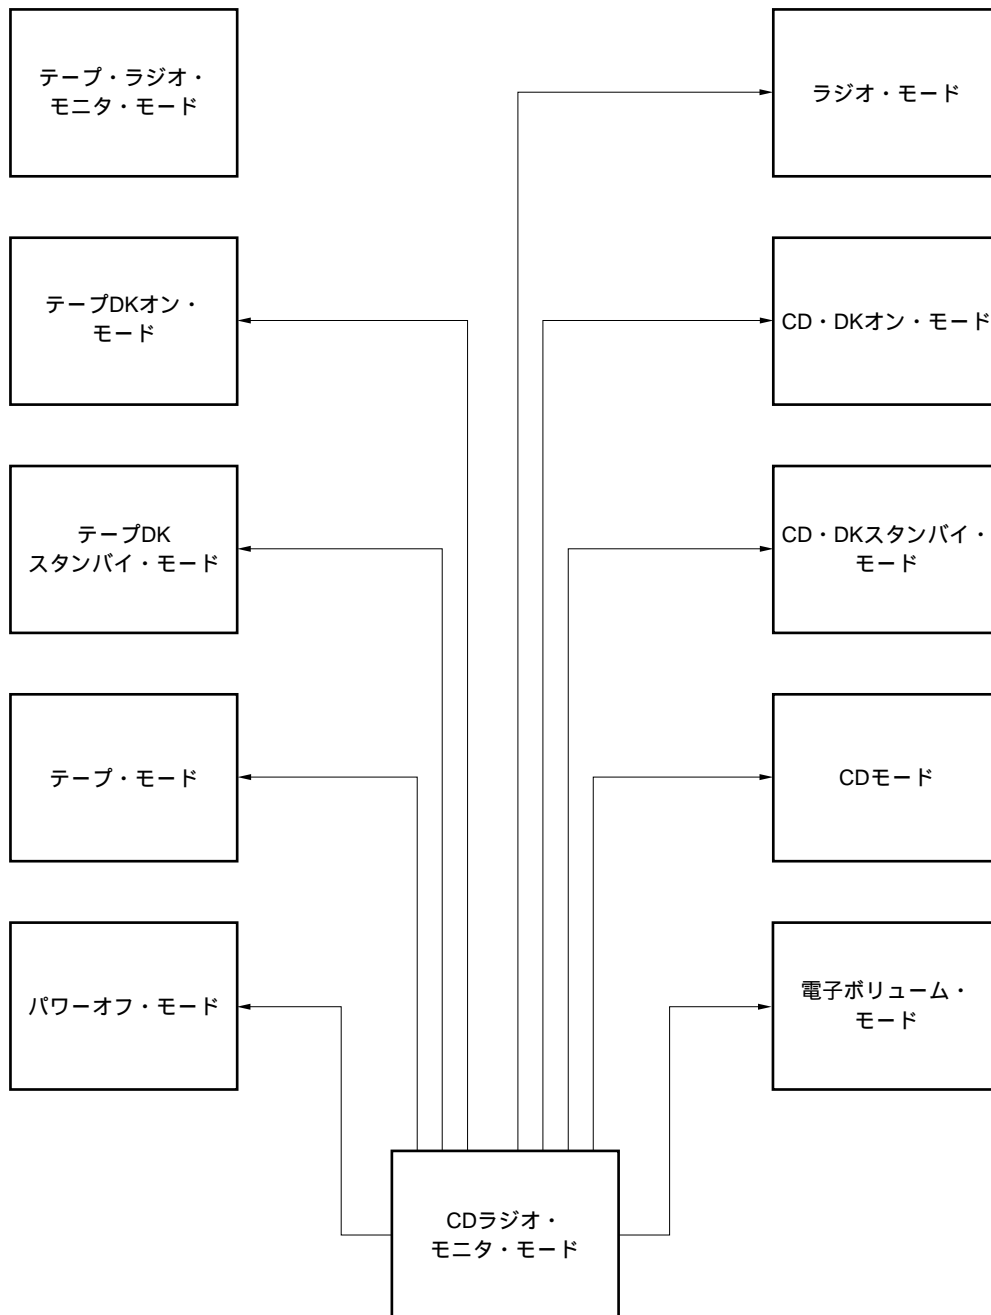 テープ・ラジオ・
モニタ・モード
ラジオ・モード
テープDKオン・
モード
CD・DKオン・モード
テープDK
スタンバイ・モード
CD・DKスタンバイ・
モード
テープ・モード
CDモード
パワーオフ・モード
電子ボリューム・
モード
CDラジオ・
モニタ・モード